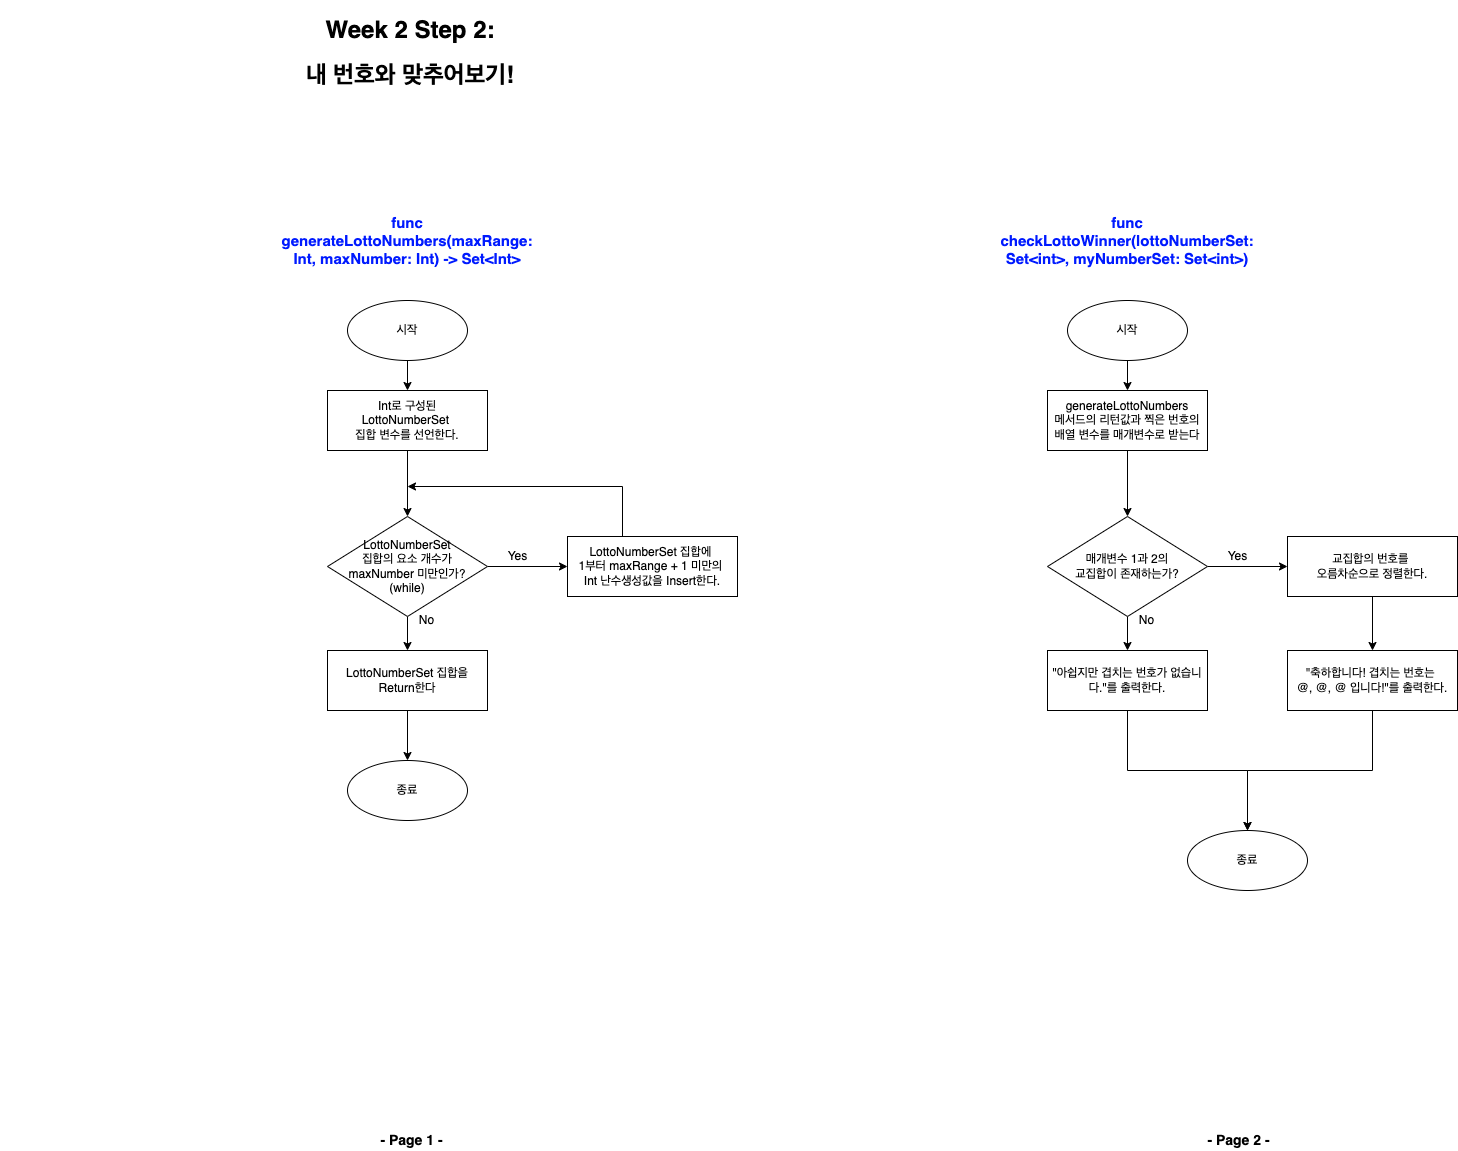 Week 2 Step 2:
내 번호와 맞추어보기!
func
generateLottoNumbers(maxRange:
Int, maxNumber: Int) -> Set<Int>
시작
Int로 구성된
LottoNumberSet
집합 변수를 선언한다.
LottoNumberSet
집합의 요소 개수가
maxNumber 미만인가?
(while)
Yes
LottoNumberSet 집합에
1부터 maxRange + 1 미만의
Int 난수생성값을 Insert한다.
No
LottoNumberSet 집합을
Return한다
종료
- Page 1 -
func
checkLottoWinner(lottoNumberSet:
Set<int>, myNumberSet: Set<int>)
시작
generateLottoNumbers
메서드의 리턴값과 찍은 번호의
배열 변수를 매개변수로 받는다
매개변수 1과 2의
교집합이 존재하는가?
Yes
교집합의 번호를
오름차순으로 정렬한다.
No
"아쉽지만 겹치는 번호가 없습니
다."를 출력한다.
"축하합니다! 겹치는 번호는
@, @, @ 입니다!"를 출력한다.
종료
- Page 2 -